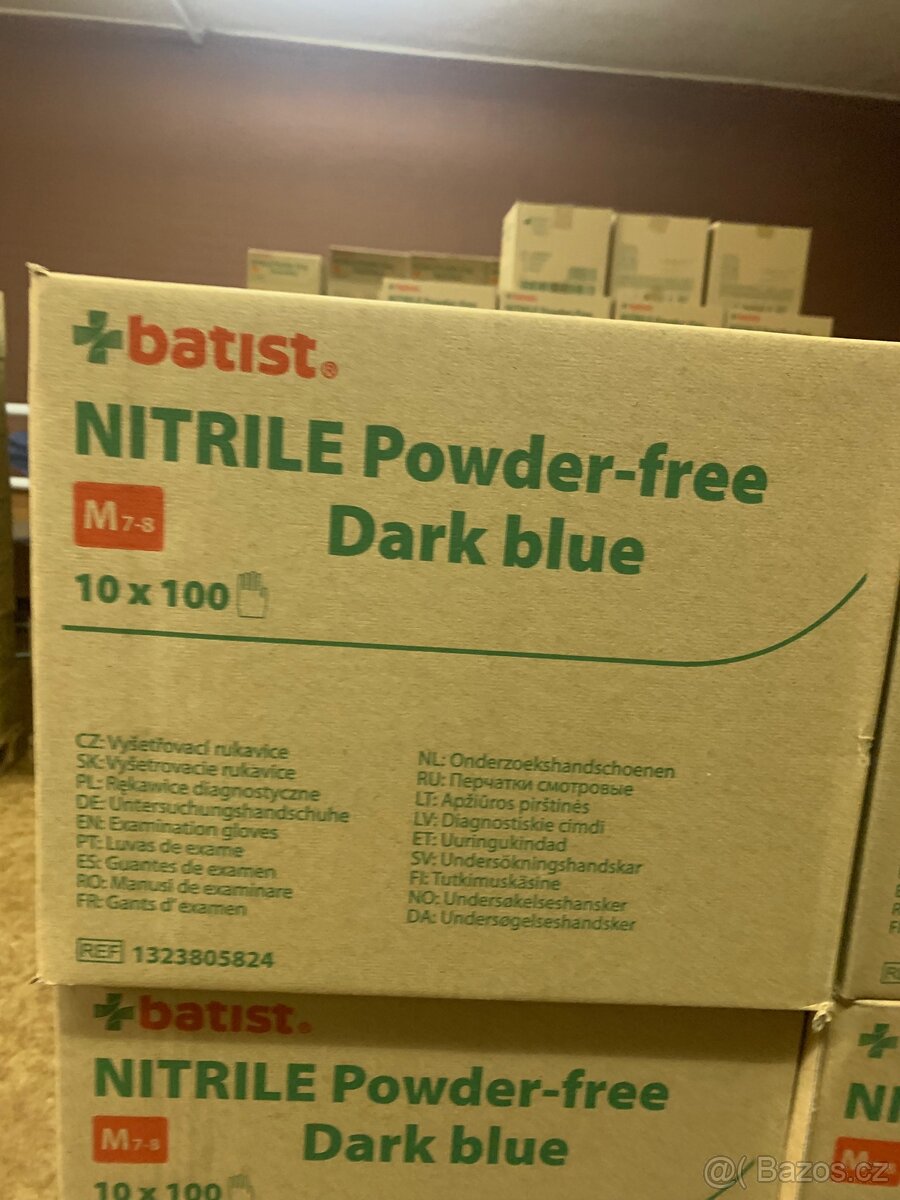 batist®
NITRILE Powder-free
Dark blue
M 7-8
10 x 100
CZ: Vyšetřovací rukavice
SK: Vyšetrovacie rukavice
PL: Rękawice diagnostyczne
DE: Untersuchungshandschuhe
EN: Examination gloves
PT: Luvas de exame
ES: Guantes de examen
RO: Manusi de examinare
FR: Gants d' examen
NL: Onderzoekshandschoenen
RU: Перчатки смотровые
LT: Apžiūros pirštinės
LV: Diagnostiskie cimdi
ET: Uuringukindad
SV: Undersökningshandskar
FI: Tutkimuskäsine
NO: Undersøkelseshansker
DA: Undersøgelseshandsker
REF 1323805824
batist®
NITRILE Powder-free
Dark blue
M 7-8
10 x 100
NI
M
@( Bazos.cz